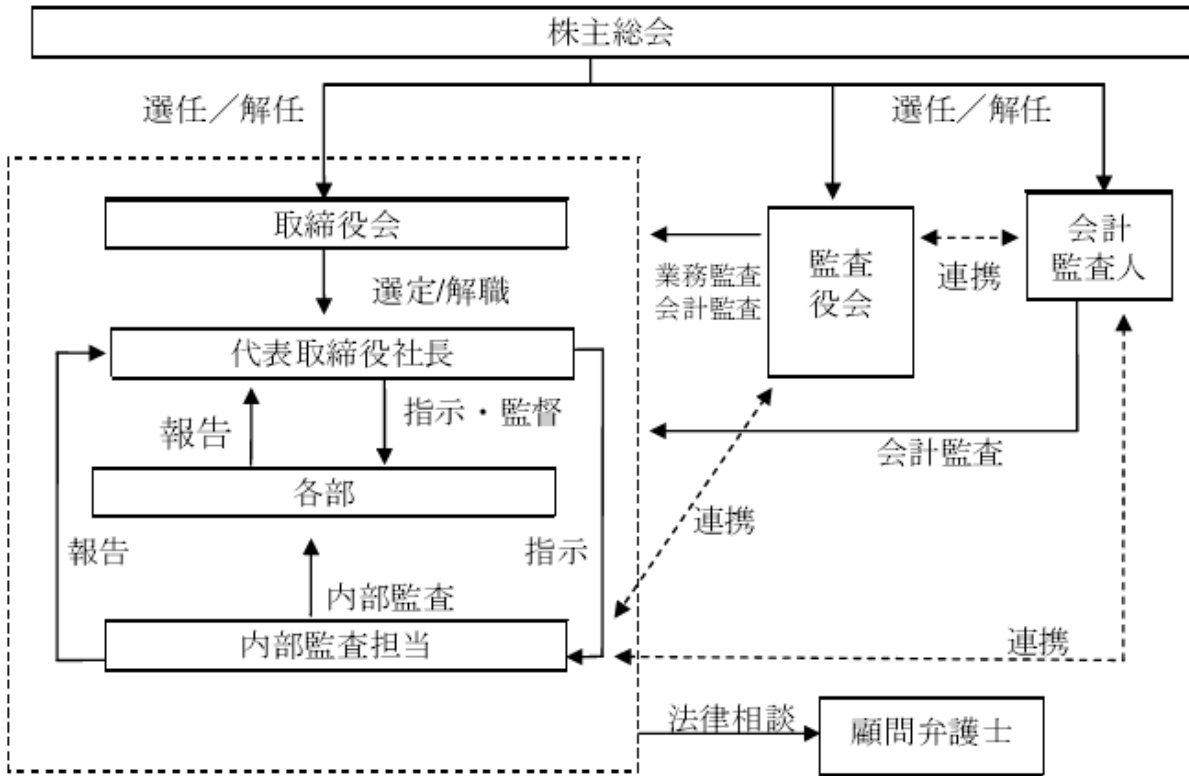 株主総会
選任／解任
選任／解任
取締役会
監査
役会
会計
監査人
連携
業務監査
会計監査
選定/解職
代表取締役社長
報告
指示・監督
会計監査
各部
連携
報告
指示
内部監査
内部監査担当
連携
法律相談
顧問弁護士